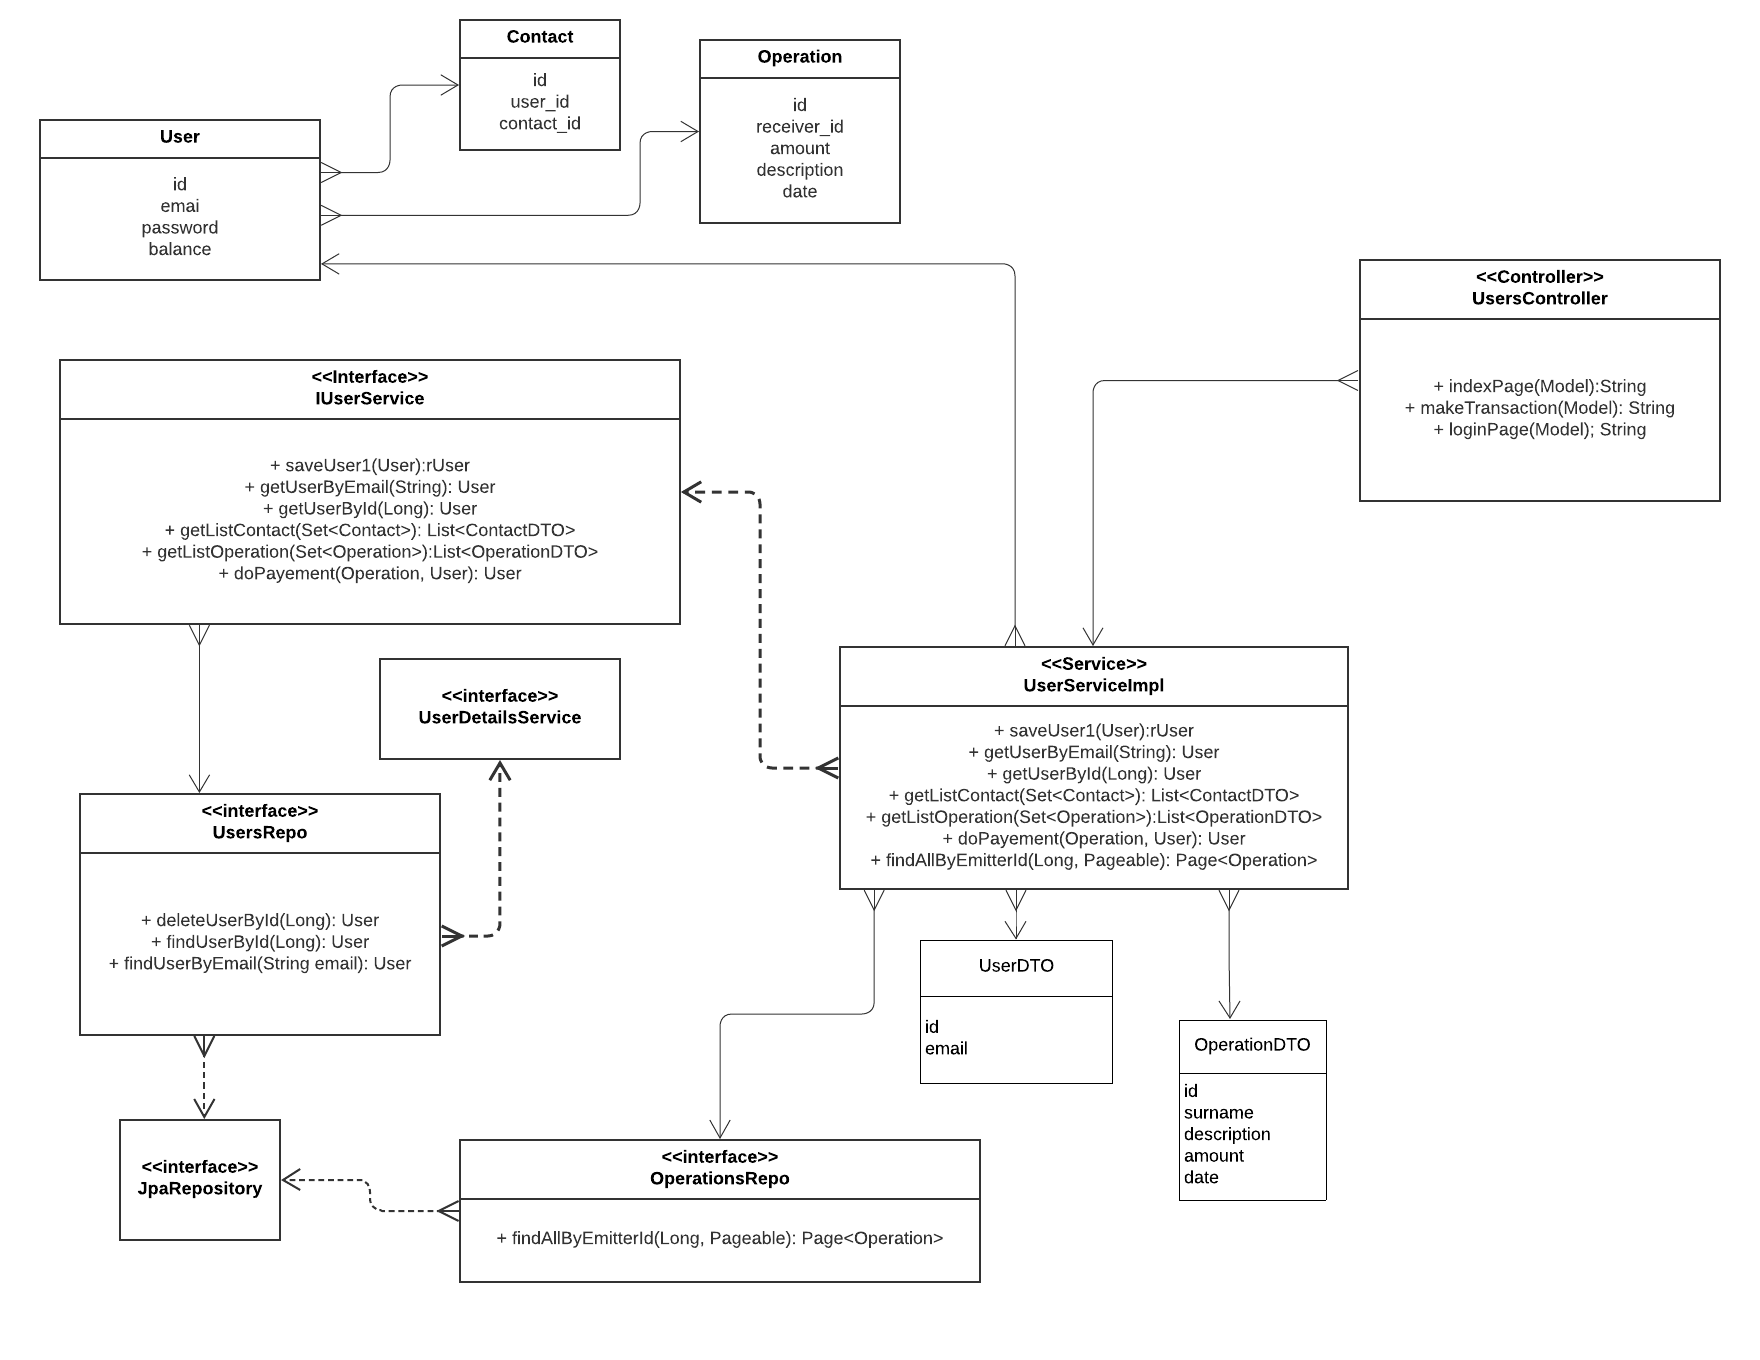 Contact
id
user_id
contact_id
Operation
id
receiver_id
amount
description
date
User
id
emai
password
balance
<<Controller>>
UsersController
+ indexPage(Model):String
+ makeTransaction(Model): String
+ loginPage(Model); String
<<Interface>>
IUserService
+ saveUser1(User):rUser
+ getUserByEmail(String): User
+ getUserById(Long): User
+ getListContact(Set<Contact>): List<ContactDTO>
+ getListOperation(Set<Operation>):List<OperationDTO>
+ doPayement(Operation, User): User
<<interface>>
UserDetailsService
<<Service>>
UserServiceImpl
+ saveUser1(User):rUser
+ getUserByEmail(String): User
+ getUserById(Long): User
+ getListContact(Set<Contact>): List<ContactDTO>
+ getListOperation(Set<Operation>):List<OperationDTO>
+ doPayement(Operation, User): User
+ findAllByEmitterId(Long, Pageable): Page<Operation>
<<interface>>
UsersRepo
+ deleteUserById(Long): User
+ findUserById(Long): User
+ findUserByEmail(String email): User
UserDTO
id
email
OperationDTO
id
surname
description
amount
date
<<interface>>
JpaRepository
<<interface>>
OperationsRepo
+ findAllByEmitterId(Long, Pageable): Page<Operation>